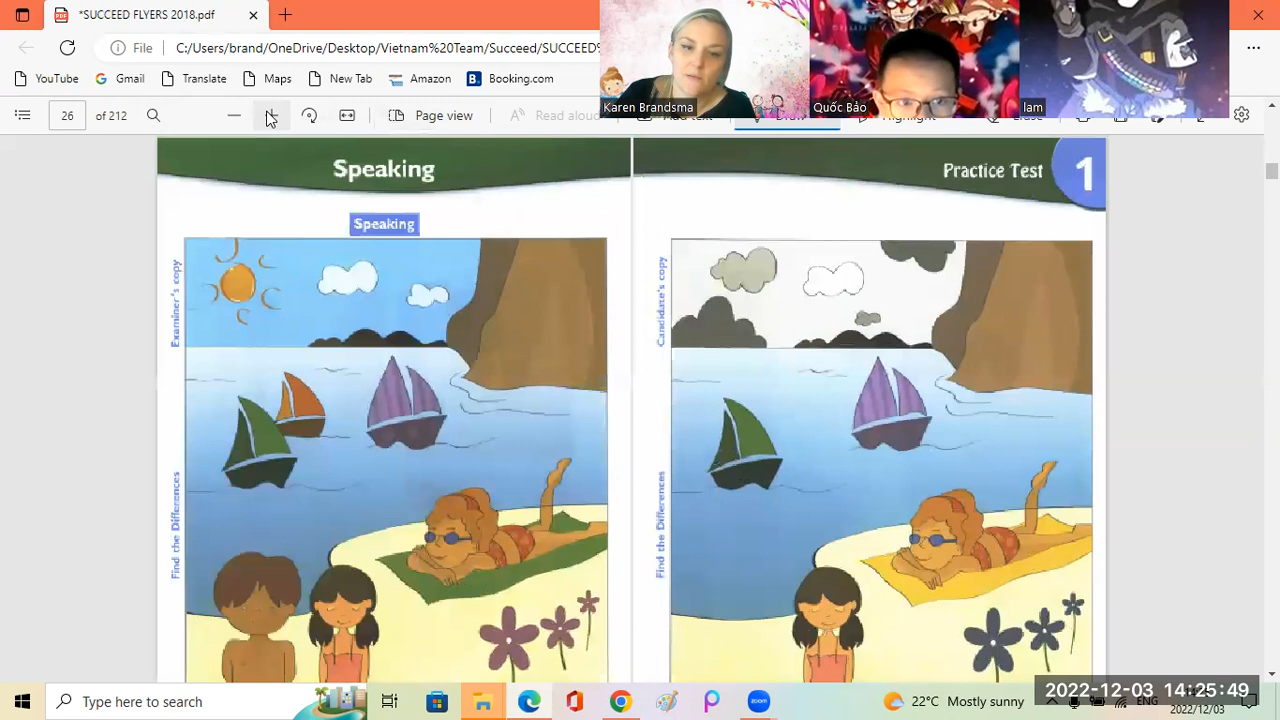 *SUCCEED FLYERS 2018.pdf
File
C:/Users/brand/OneDrive/Desktop/Vietnam%20Team/Succeed/SUCCEED%
YouTube
Gmail
Translate
Maps
New Tab
Amazon
Booking.com
Karen Brandsma
Quốc Bảo
lam
26
Page view
Read aloud
Speaking
Practice Test 1
Speaking
Examiner's copy
Candidate's copy
Find the Differences
Find the Differences
Type here to search
22°C Mostly sunny
ENG
2022-12-03 14:25:49
2022/12/03